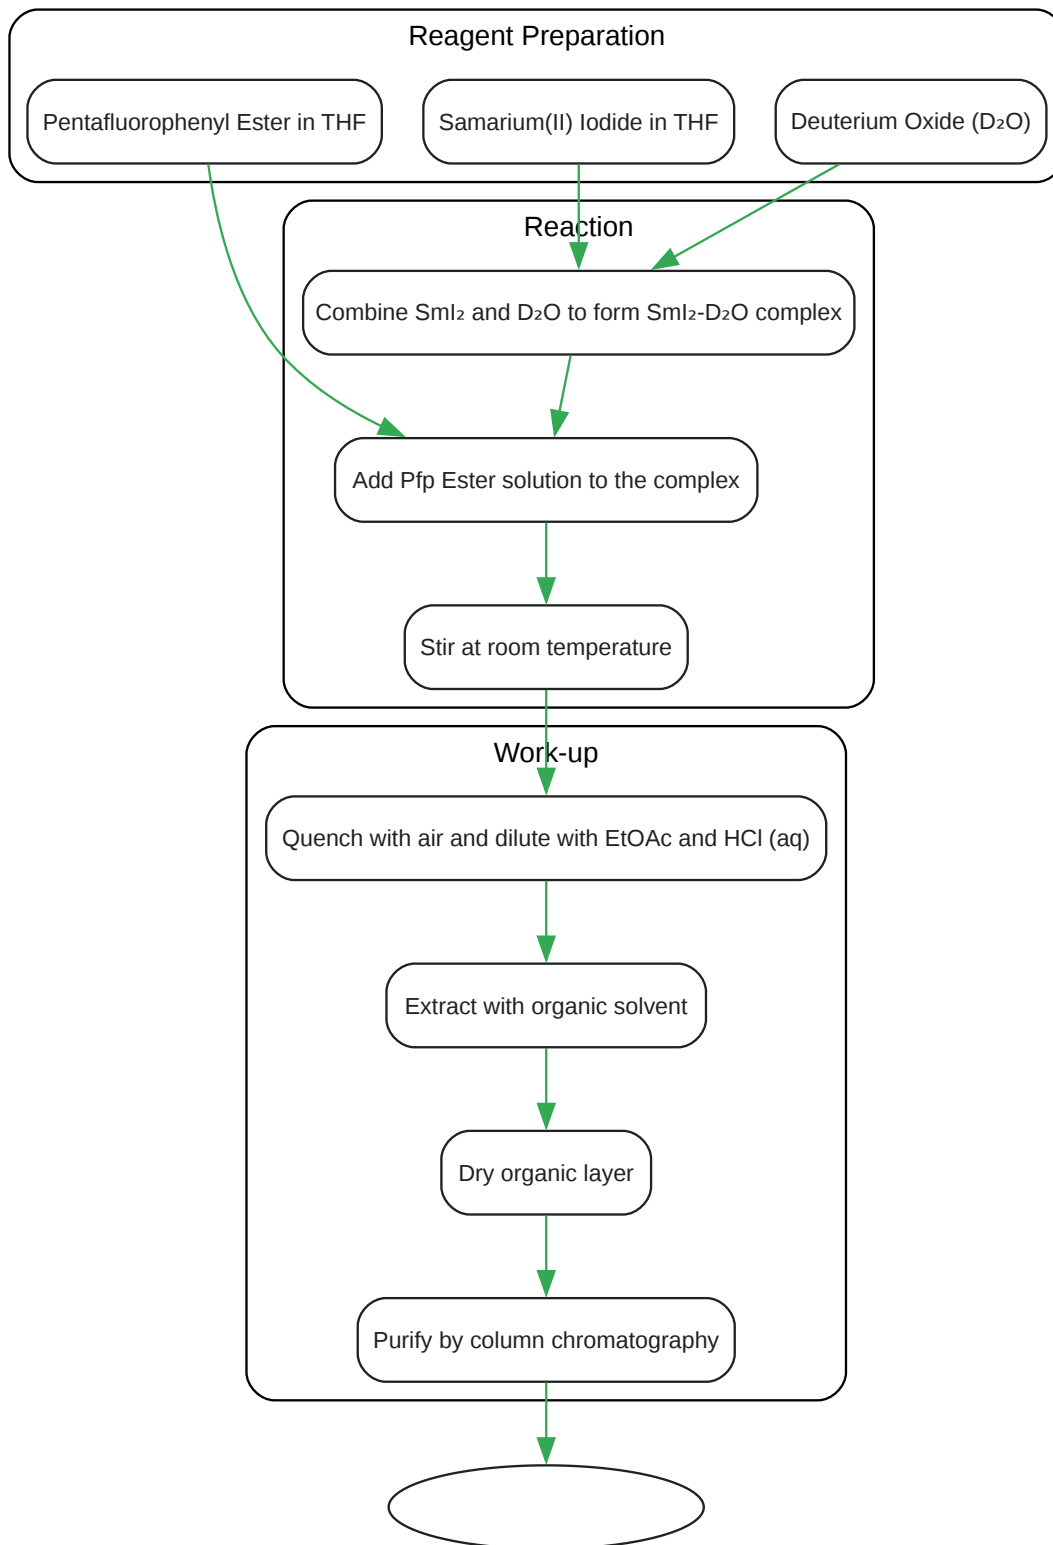 Reagent Preparation
Pentafluorophenyl Ester in THF
Samarium(II) Iodide in THF
Deuterium Oxide (D₂O)
Reaction
Combine SmI₂ and D₂O to form SmI₂-D₂O complex
Add Pfp Ester solution to the complex
Stir at room temperature
Work-up
Quench with air and dilute with EtOAc and HCl (aq)
Extract with organic solvent
Dry organic layer
Purify by column chromatography